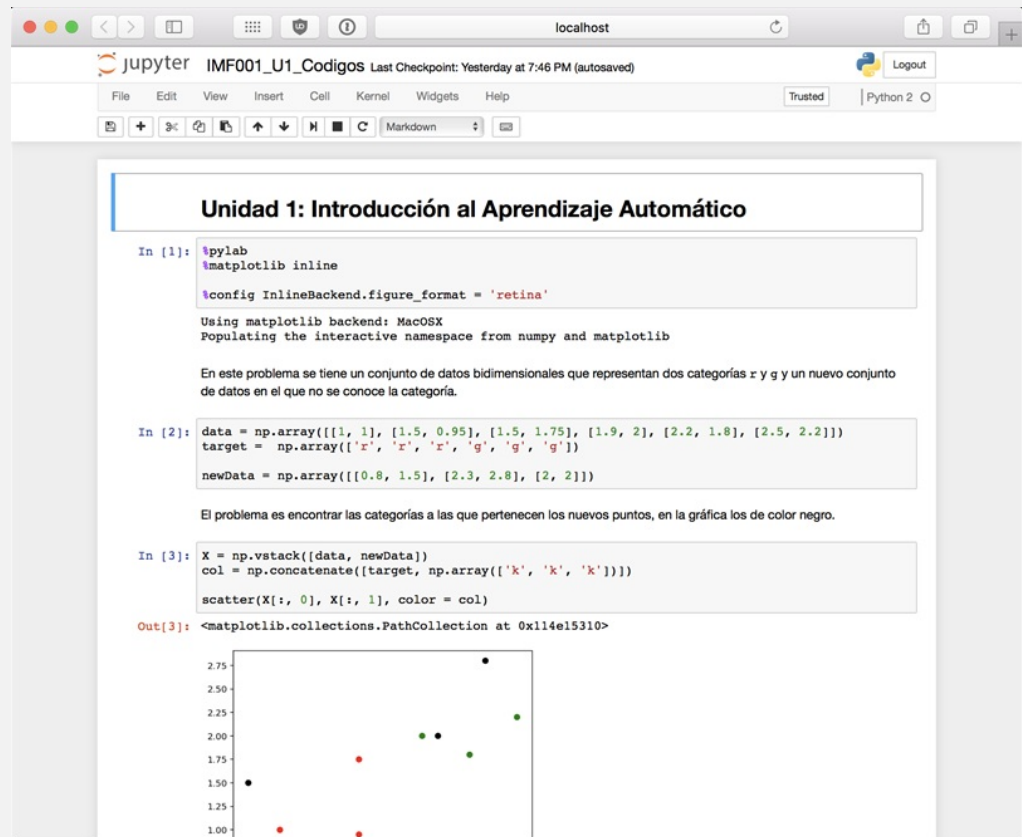 localhost
jupyter IMF001_U1_Codigos Last Checkpoint: Yesterday at 7:46 PM (autosaved)
Logout
File Edit View Insert Cell Kernel Widgets Help
Trusted
Python 2
Markdown
Unidad 1: Introducción al Aprendizaje Automático
In [1]: %pylab
%matplotlib inline
%config InlineBackend.figure_format = 'retina'
Using matplotlib backend: MacOSX
Populating the interactive namespace from numpy and matplotlib
En este problema se tiene un conjunto de datos bidimensionales que representan dos categorías r y g y un nuevo conjunto
de datos en el que no se conoce la categoría.
In [2]: data = np.array([[1, 1], [1.5, 0.95], [1.5, 1.75], [1.9, 2], [2.2, 1.8], [2.5, 2.2]])
target =  np.array(['r', 'r', 'r', 'g', 'g', 'g'])
newData = np.array([[0.8, 1.5], [2.3, 2.8], [2, 2]])
El problema es encontrar las categorías a las que pertenecen los nuevos puntos, en la gráfica los de color negro.
In [3]: X = np.vstack([data, newData])
col = np.concatenate([target, np.array(['k', 'k', 'k'])])
scatter(X[:, 0], X[:, 1], color = col)
Out[3]: <matplotlib.collections.PathCollection at 0x114e15310>
2.75
2.50
2.25
2.00
1.75
1.50
1.25
1.00